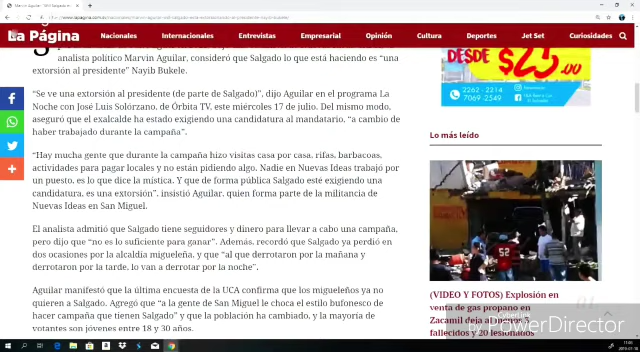 La Página
Nacionales
Internacionales
Entrevistas
Empresarial
Opinión
Cultura
Deportes
Jet Set
Curiosidades
analista político Marvin Aguilar, consideró que Salgado lo que está haciendo es “una
extorsión al presidente” Nayib Bukele.
“Se ve una extorsión al presidente (de parte de Salgado)”, dijo Aguilar en el programa La
Noche con José Luis Solórzano, de Órbita TV, este miércoles 17 de julio. Del mismo modo,
aseguró que el exalcalde ha estado exigiendo una candidatura al mandatario, “a cambio de
haber trabajado durante la campaña”.
“Hay mucha gente que durante la campaña hizo visitas casa por casa, rifas, barbacoas,
actividades para pagar locales y no están pidiendo algo. Nadie en Nuevas Ideas trabajó por
un puesto, es lo que dice la mística. Y que de forma pública Salgado esté exigiendo una
candidatura, es una extorsión”, insistió Aguilar, quien forma parte de la militancia de
Nuevas Ideas en San Miguel.
El analista admitió que Salgado tiene seguidores y dinero para llevar a cabo una campaña,
pero dijo que “no es lo suficiente para ganar”. Además, recordó que Salgado ya perdió en
dos ocasiones por la alcaldía migueleña, y que “al que derrotaron por la mañana y
derrotaron por la tarde, lo van a derrotar por la noche”.
Aguilar manifestó que la última encuesta de la UCA confirma que los migueleños ya no
quieren a Salgado. Agregó que “a la gente de San Miguel le choca el estilo bufonesco de
hacer campaña que tienen Salgado” y que la población ha cambiado, y la mayoría de
votantes son jóvenes entre 18 y 30 años.
DESDE $25.00
2262 - 2214
7069 -2549
Lo más leído
52
(VIDEO Y FOTOS) Explosión en
venta de gas propano en
Zacamil deja al menos 5
fallecidos y 20 lesionados
PowerDirector